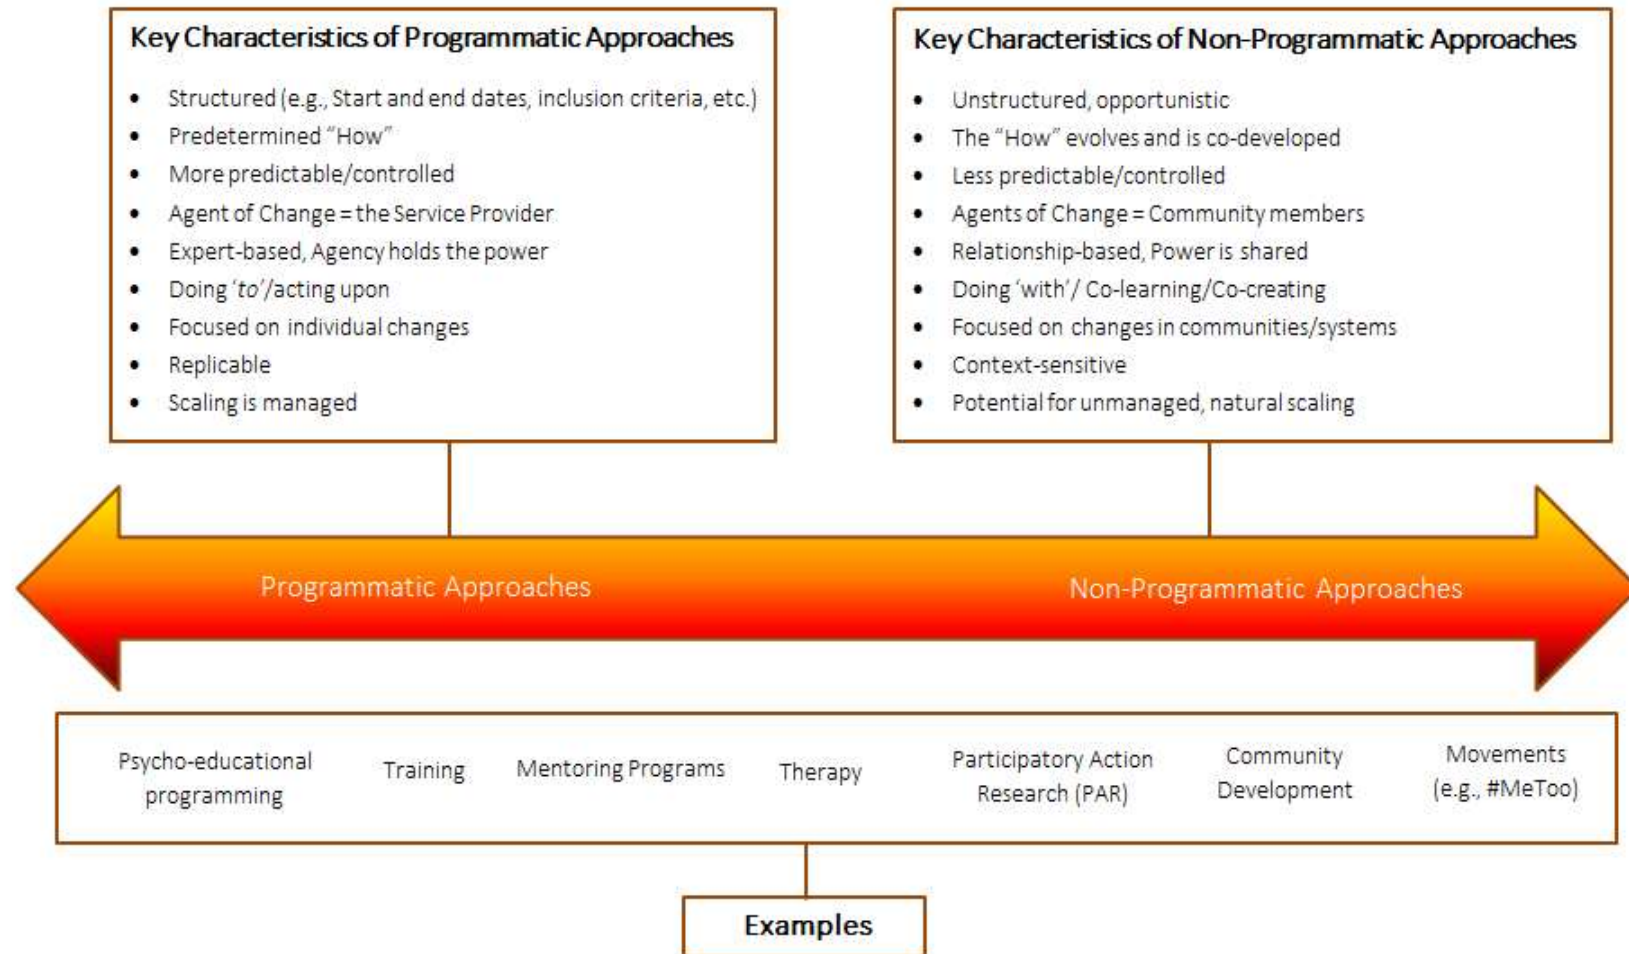 Key Characteristics of Programmatic Approaches
• Structured (e.g., Start and end dates, inclusion criteria, etc.)
• Predetermined “How”
• More predictable/controlled
• Agent of Change = the Service Provider
• Expert-based, Agency holds the power
• Doing ‘to’/acting upon
• Focused on individual changes
• Replicable
• Scaling is managed
Key Characteristics of Non-Programmatic Approaches
• Unstructured, opportunistic
• The “How” evolves and is co-developed
• Less predictable/controlled
• Agents of Change = Community members
• Relationship-based, Power is shared
• Doing ‘with’/ Co-learning/Co-creating
• Focused on changes in communities/systems
• Context-sensitive
• Potential for unmanaged, natural scaling
Programmatic Approaches
Non-Programmatic Approaches
Psycho-educational
programming
Training
Mentoring Programs
Therapy
Participatory Action
Research (PAR)
Community
Development
Movements
(e.g., #MeToo)
Examples